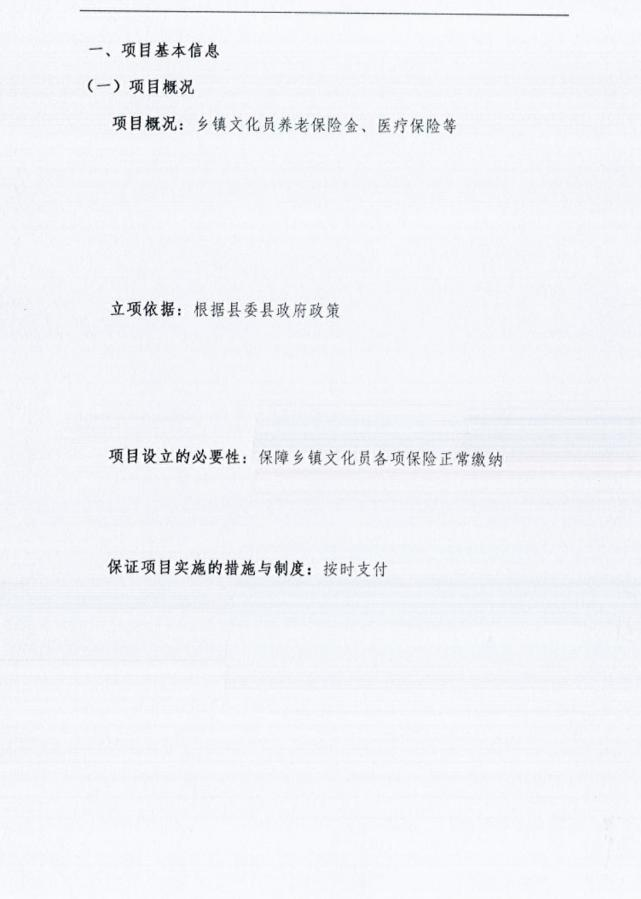 一、项目基本信息
（一）项目概况
项目概况：乡镇文化员养老保险金、医疗保险等
立项依据：根据县委县政府政策
项目设立的必要性：保障乡镇文化员各项保险正常缴纳
保证项目实施的措施与制度：按时支付